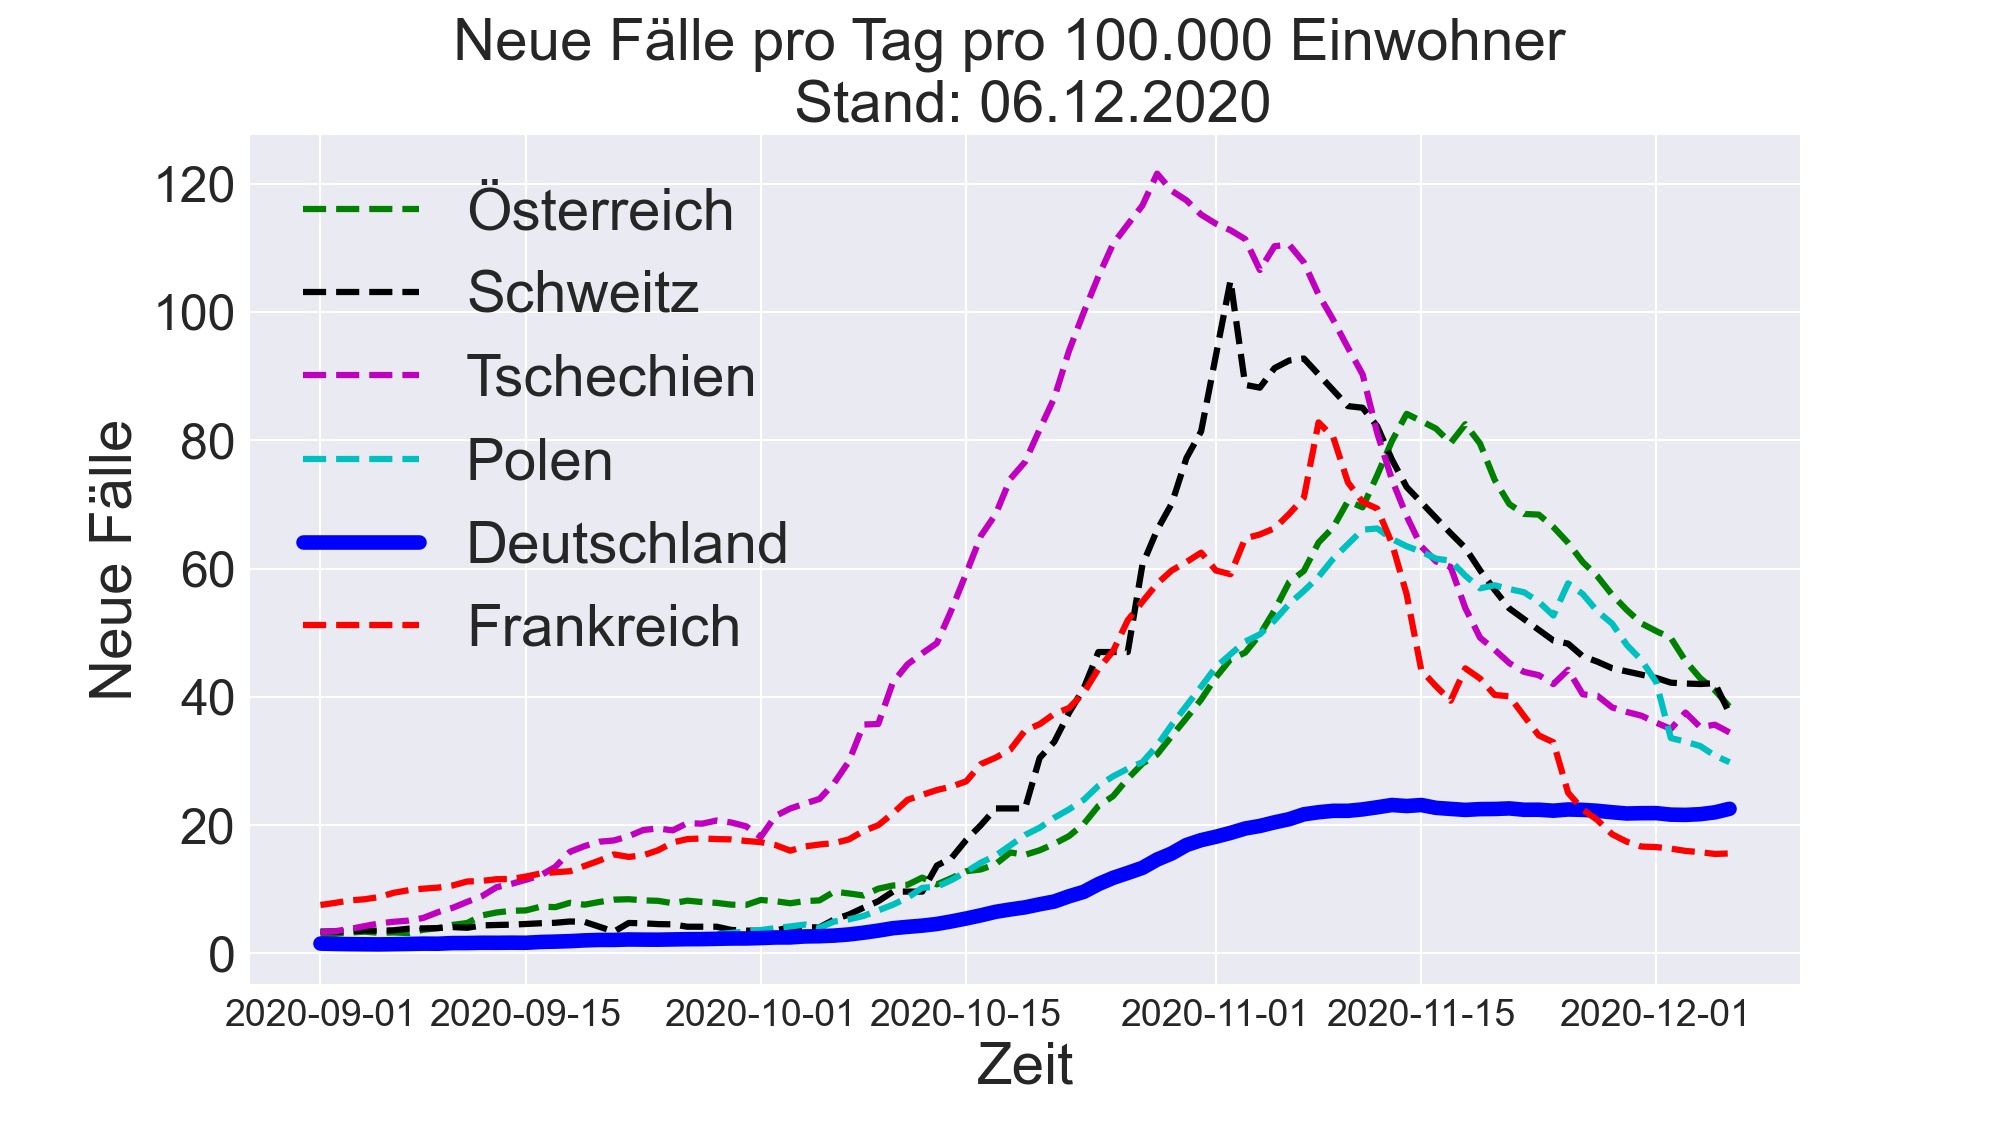 Neue Fälle pro Tag pro 100.000 Einwohner
Stand: 06.12.2020
Neue Fälle
120
100
80
60
40
20
0
Österreich
Schweitz
Tschechien
Polen
Deutschland
Frankreich
2020-09-01 2020-09-15 2020-10-01 2020-10-15 2020-11-01 2020-11-15 2020-12-01
Zeit